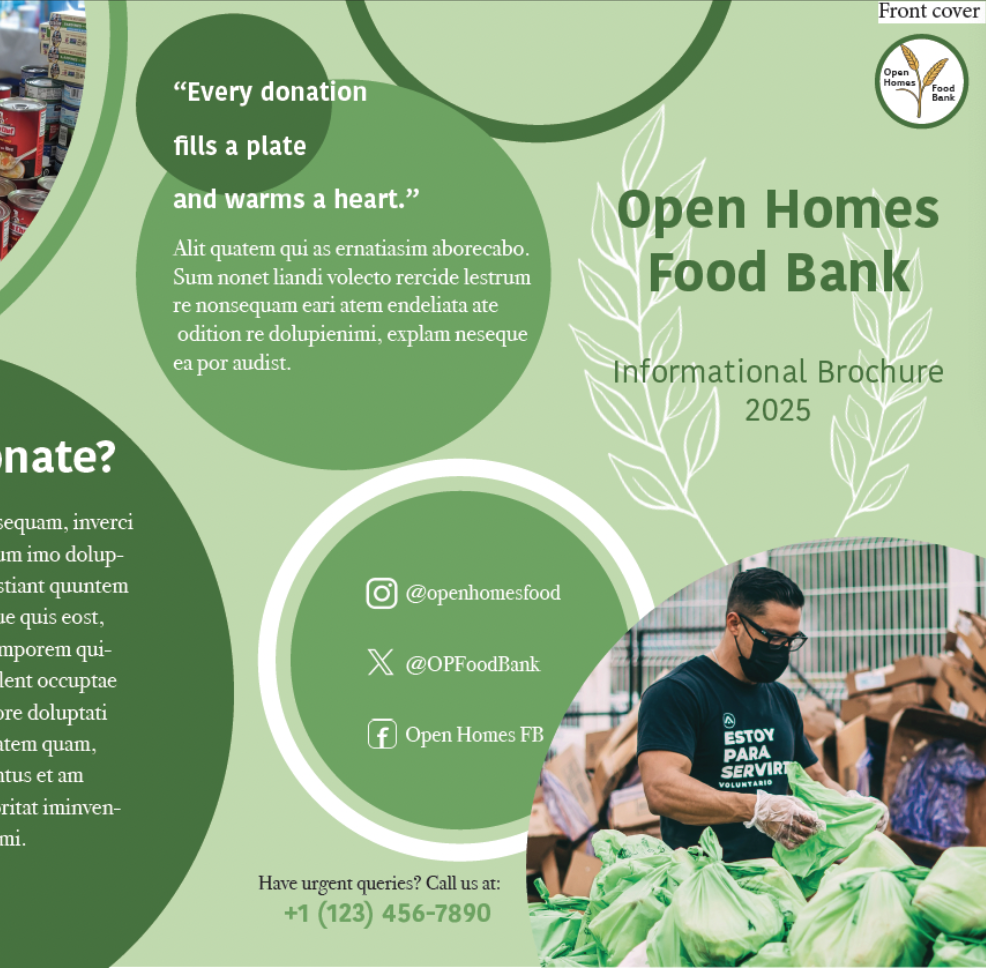 Front cover
Open
Homes
Food
Bank
“Every donation
fills a plate
and warms a heart.”
Alit quatem qui as ernatiasim aborecabo.
Sum nonet liandi volecto rercide lestrum
re nonsequam eari atem endeliata ate
odition re dolupienimi, explam neseque
ea por audist.
Open Homes
Food Bank
Informational Brochure
2025
onate?
sequam, inverci
um imo dolup-
stiant quuntem
ue quis eost,
mporem qui-
lent occuptae
ore doluptati
atem quam,
ntus et am
oritat iminven-
mi.
@openhomesfood
@OPFoodBank
Open Homes FB
ESTOY
PARA
SERVIRTE
VOLUNTARIO
Have urgent queries? Call us at:
+1 (123) 456-7890